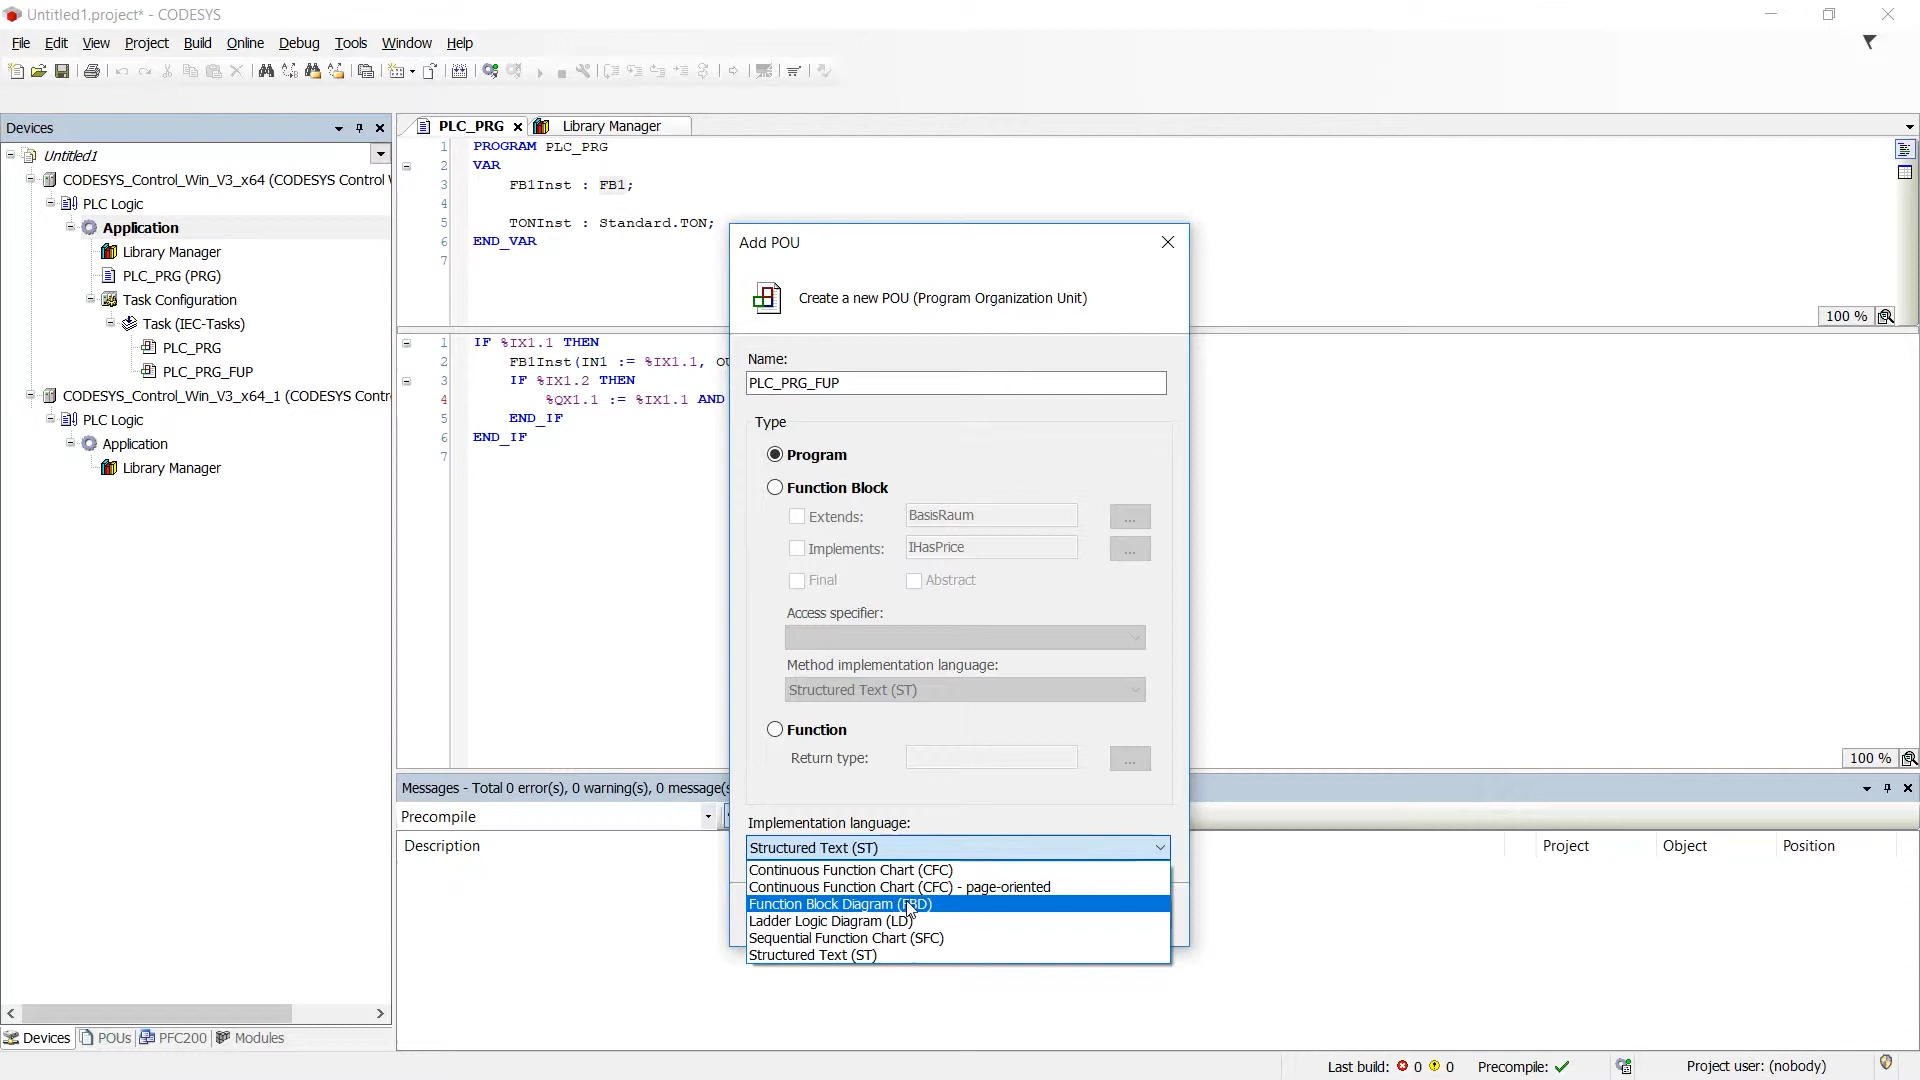 Untitled1.project* - CODESYS
File Edit View Project Build Online Debug Tools Window Help
Devices
Untitled1
CODESYS_Control_Win_V3_x64 (CODESYS Control
PLC Logic
Application
Library Manager
PLC_PRG (PRG)
Task Configuration
Task (IEC-Tasks)
PLC_PRG
PLC_PRG_FUP
CODESYS_Control_Win_V3_x64_1 (CODESYS Contr
PLC Logic
Application
Library Manager
Devices POUs PFC200 Modules
PLC_PRG Library Manager
1 PROGRAM PLC_PRG
2 VAR
3 FB1Inst : FB1;
4
5 TONInst : Standard.TON;
6 END_VAR
7
100 %
1 IF %IX1.1 THEN
2 FB1Inst(IN1 := %IX1.1, OU
3 IF %IX1.2 THEN
4 %QX1.1 := %IX1.1 AND
5 END_IF
6 END_IF
7
100 %
Add POU
Create a new POU (Program Organization Unit)
Name:
PLC_PRG_FUP
Type
Program
Function Block
Extends: BasisRaum ...
Implements: IHasPrice ...
Final Abstract
Access specifier:
Method implementation language:
Structured Text (ST)
Function
Return type: ...
Implementation language:
Structured Text (ST)
Continuous Function Chart (CFC)
Continuous Function Chart (CFC) - page-oriented
Function Block Diagram (FBD)
Ladder Logic Diagram (LD)
Sequential Function Chart (SFC)
Structured Text (ST)
Messages - Total 0 error(s), 0 warning(s), 0 message(s
Precompile
Description Project Object Position
Last build: 0 0 Precompile: Project user: (nobody)